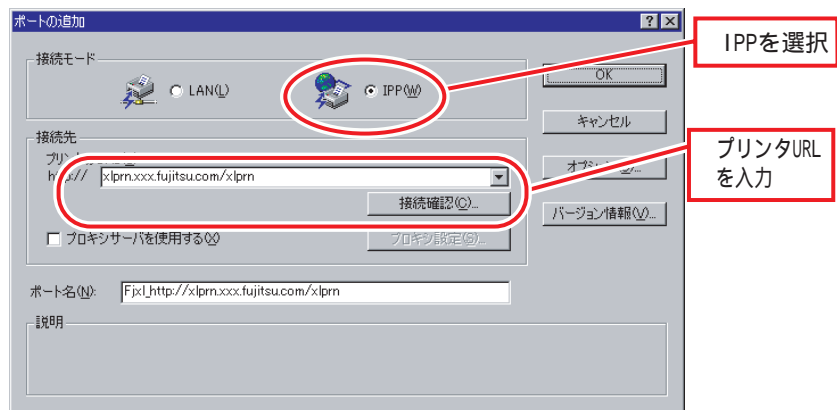 ポートの追加
IPPを選択
接続モード
LAN(L)
IPP(W)
OK
キャンセル
接続先
http://
xlprn.xxx.fujitsu.com/xlprn
プリンタURL
を入力
接続確認(C)...
バージョン情報(V)...
プロキシサーバを使用する(X)
プロキシ設定(S)...
ポート名(N):
Fjxl_http://xlprn.xxx.fujitsu.com/xlprn
説明